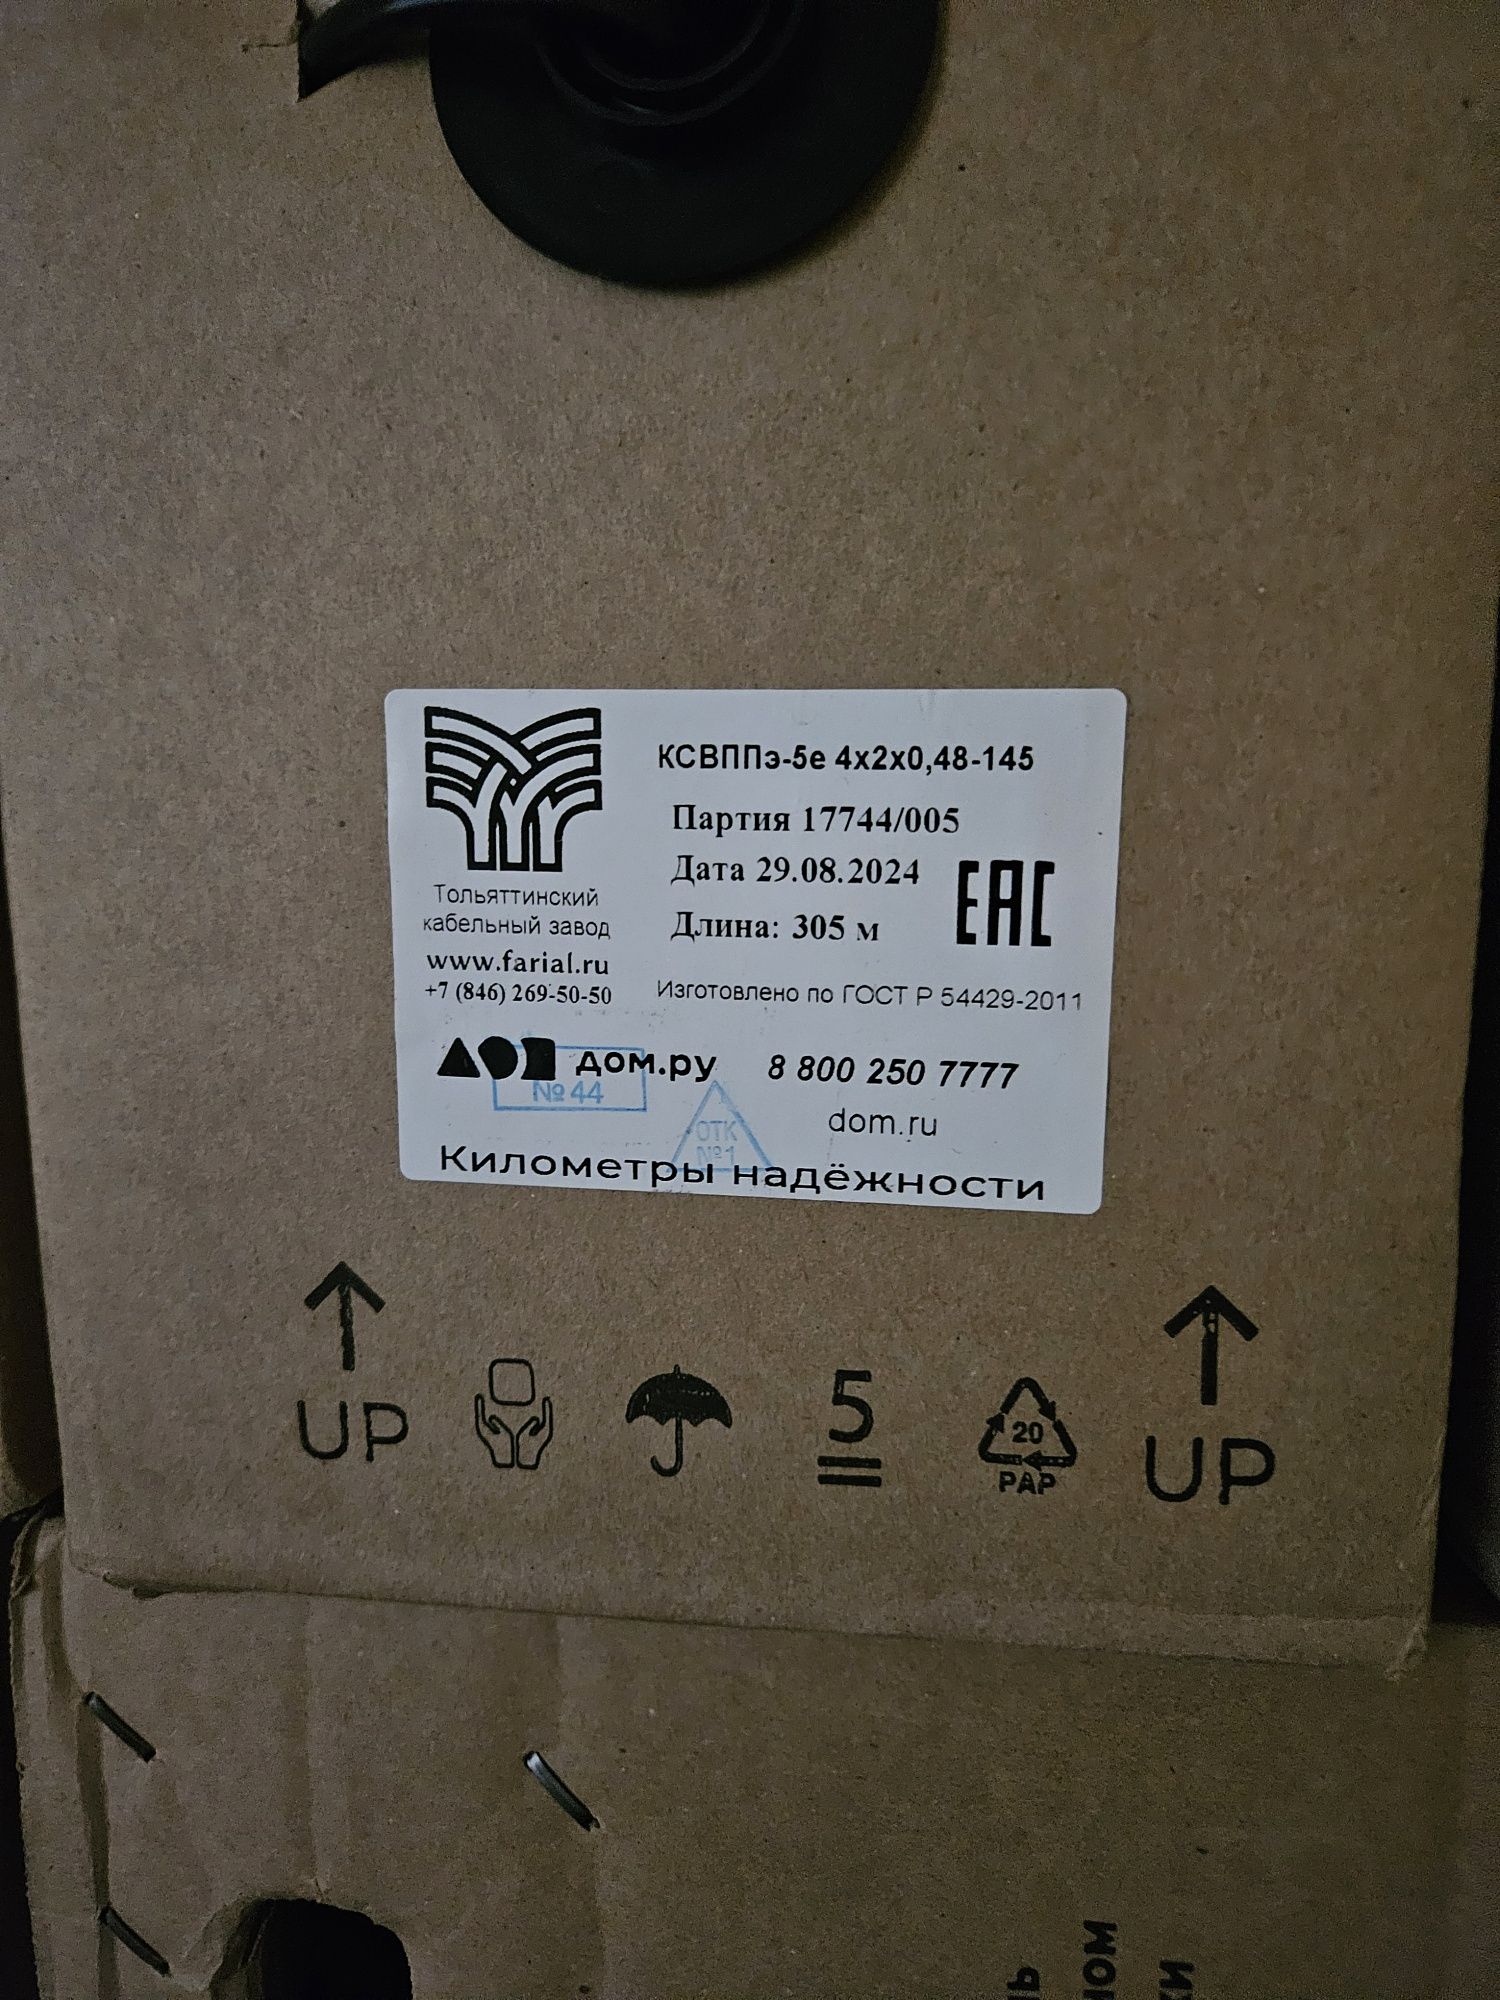 КСВППэ-5е 4х2х0,48-145
Партия 17744/005
Дата 29.08.2024
ЕАС
Длина: 305 м
Изготовлено по ГОСТ Р 54429-2011
Тольяттинский
кабельный завод
www.farial.ru
+7 (846) 269-50-50
дом.ру 8 800 250 7777
№ 44
dom.ru
ОТК
№1
Километры надёжности
UP
5
20
PAP
UP